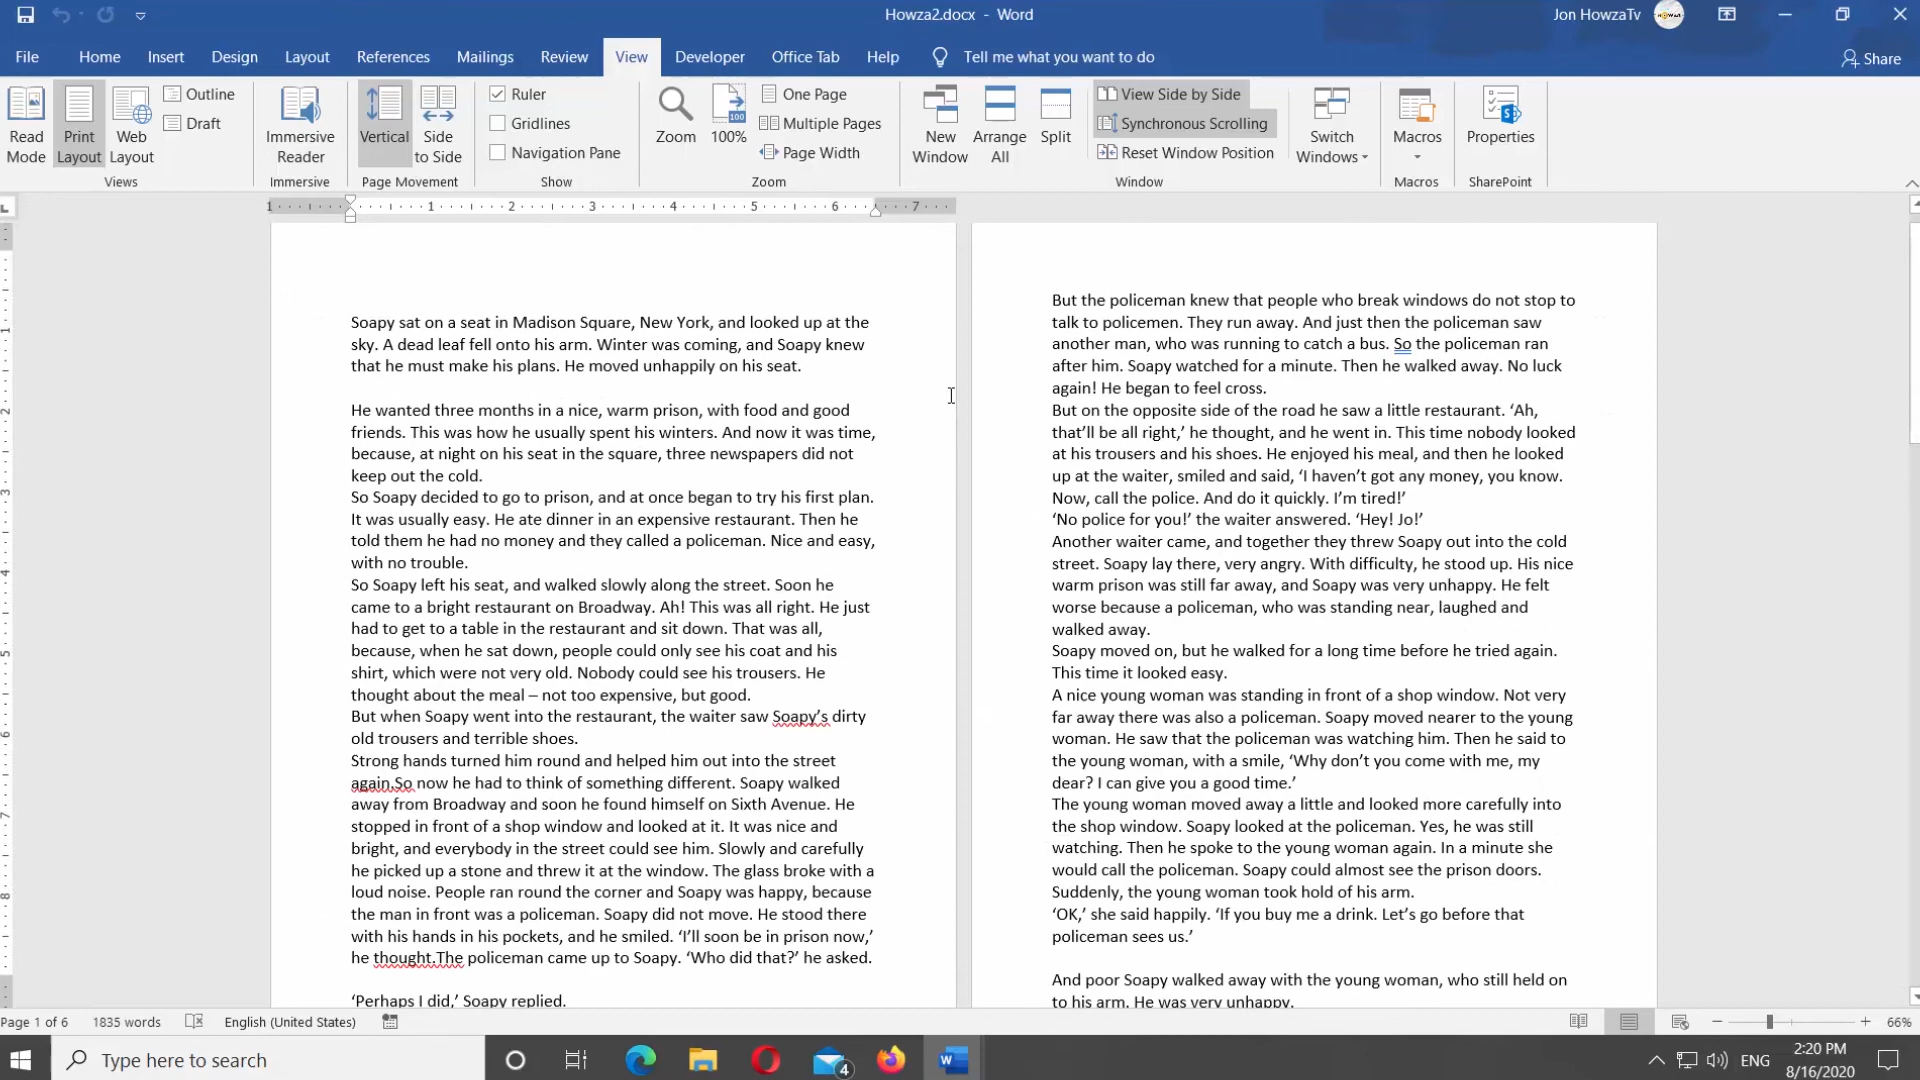 Howza2.docx - Word
Jon HowzaTv
File Home Insert Design Layout References Mailings Review View Developer Office Tab Help Tell me what you want to do Share
Read Mode
Print Layout
Web Layout
Outline
Draft
Views
Immersive Reader
Immersive
Vertical
Side to Side
Page Movement
Ruler
Gridlines
Navigation Pane
Show
Zoom
100
100%
One Page
Multiple Pages
Page Width
Zoom
New Window
Arrange All
Split
View Side by Side
Synchronous Scrolling
Reset Window Position
Window
Switch Windows
Macros
Macros
Properties
SharePoint
1 1 2 3 4 5 6 7
1
2
3
4
5
6
7
8
Soapy sat on a seat in Madison Square, New York, and looked up at the
sky. A dead leaf fell onto his arm. Winter was coming, and Soapy knew
that he must make his plans. He moved unhappily on his seat.
He wanted three months in a nice, warm prison, with food and good
friends. This was how he usually spent his winters. And now it was time,
because, at night on his seat in the square, three newspapers did not
keep out the cold.
So Soapy decided to go to prison, and at once began to try his first plan.
It was usually easy. He ate dinner in an expensive restaurant. Then he
told them he had no money and they called a policeman. Nice and easy,
with no trouble.
So Soapy left his seat, and walked slowly along the street. Soon he
came to a bright restaurant on Broadway. Ah! This was all right. He just
had to get to a table in the restaurant and sit down. That was all,
because, when he sat down, people could only see his coat and his
shirt, which were not very old. Nobody could see his trousers. He
thought about the meal – not too expensive, but good.
But when Soapy went into the restaurant, the waiter saw Soapy’s dirty
old trousers and terrible shoes.
Strong hands turned him round and helped him out into the street
again.So now he had to think of something different. Soapy walked
away from Broadway and soon he found himself on Sixth Avenue. He
stopped in front of a shop window and looked at it. It was nice and
bright, and everybody in the street could see him. Slowly and carefully
he picked up a stone and threw it at the window. The glass broke with a
loud noise. People ran round the corner and Soapy was happy, because
the man in front was a policeman. Soapy did not move. He stood there
with his hands in his pockets, and he smiled. ‘I’ll soon be in prison now,’
he thought.The policeman came up to Soapy. ‘Who did that?’ he asked.
‘Perhaps I did,’ Soapy replied.
But the policeman knew that people who break windows do not stop to
talk to policemen. They run away. And just then the policeman saw
another man, who was running to catch a bus. So the policeman ran
after him. Soapy watched for a minute. Then he walked away. No luck
again! He began to feel cross.
But on the opposite side of the road he saw a little restaurant. ‘Ah,
that’ll be all right,’ he thought, and he went in. This time nobody looked
at his trousers and his shoes. He enjoyed his meal, and then he looked
up at the waiter, smiled and said, ‘I haven’t got any money, you know.
Now, call the police. And do it quickly. I’m tired!’
‘No police for you!’ the waiter answered. ‘Hey! Jo!’
Another waiter came, and together they threw Soapy out into the cold
street. Soapy lay there, very angry. With difficulty, he stood up. His nice
warm prison was still far away, and Soapy was very unhappy. He felt
worse because a policeman, who was standing near, laughed and
walked away.
Soapy moved on, but he walked for a long time before he tried again.
This time it looked easy.
A nice young woman was standing in front of a shop window. Not very
far away there was also a policeman. Soapy moved nearer to the young
woman. He saw that the policeman was watching him. Then he said to
the young woman, with a smile, ‘Why don’t you come with me, my
dear? I can give you a good time.’
The young woman moved away a little and looked more carefully into
the shop window. Soapy looked at the policeman. Yes, he was still
watching. Then he spoke to the young woman again. In a minute she
would call the policeman. Soapy could almost see the prison doors.
Suddenly, the young woman took hold of his arm.
‘OK,’ she said happily. ‘If you buy me a drink. Let’s go before that
policeman sees us.’
And poor Soapy walked away with the young woman, who still held on
to his arm. He was very unhappy.
Page 1 of 6 1835 words English (United States) 66%
Type here to search
4
ENG
2:20 PM
8/16/2020